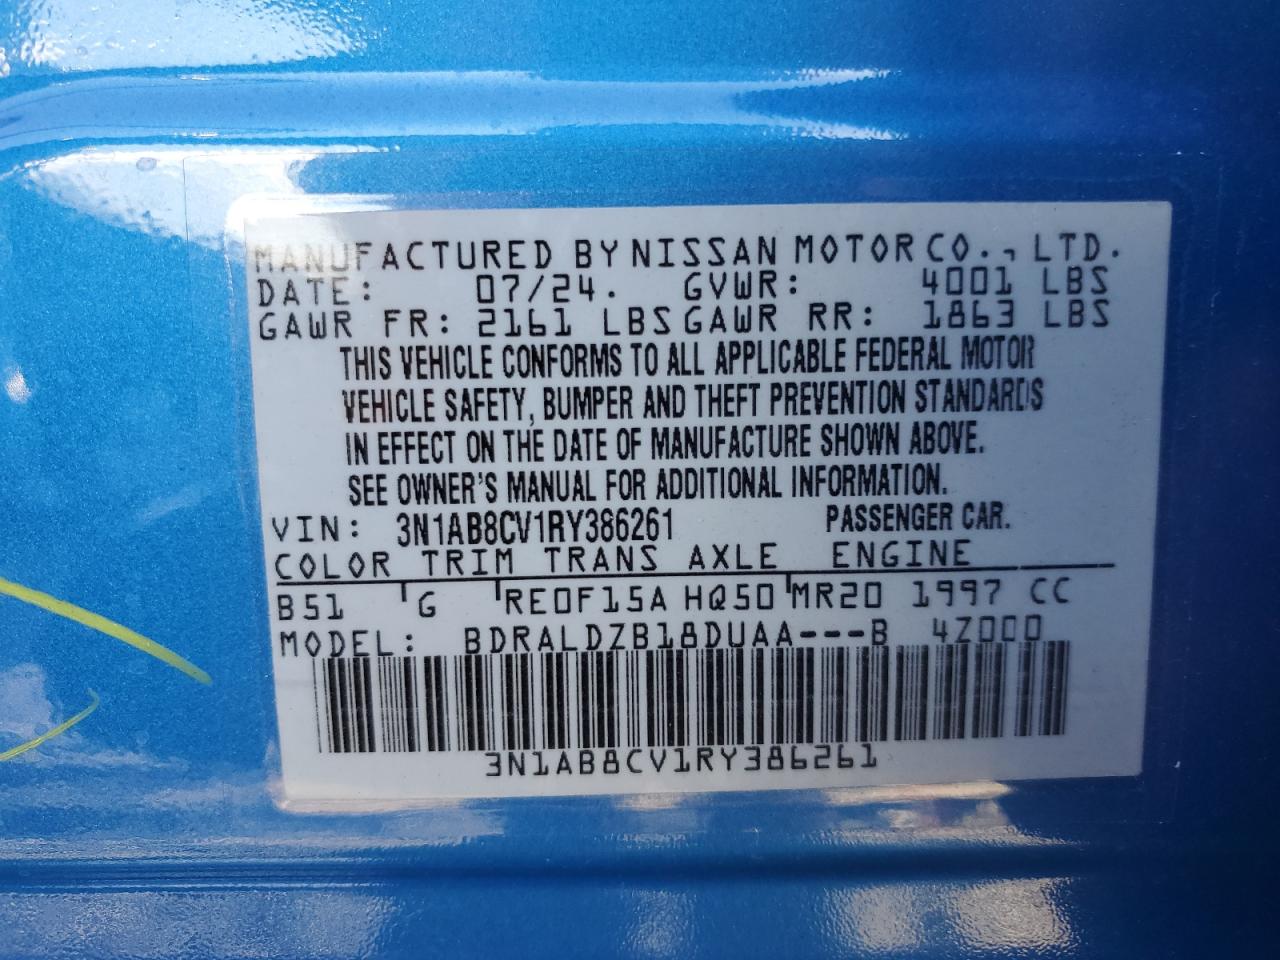 MANUFACTURED BY NISSAN MOTOR CO., LTD.
DATE: 07/24. GVWR: 4001 LBS
GAWR FR: 2161 LBS GAWR RR: 1863 LBS
THIS VEHICLE CONFORMS TO ALL APPLICABLE FEDERAL MOTOR
VEHICLE SAFETY, BUMPER AND THEFT PREVENTION STANDARDS
IN EFFECT ON THE DATE OF MANUFACTURE SHOWN ABOVE.
SEE OWNER'S MANUAL FOR ADDITIONAL INFORMATION.
VIN: 3N1AB8CV1RY386261 PASSENGER CAR.
COLOR TRIM TRANS AXLE ENGINE
B51 G RE0F15A HQ50 MR20 1997 CC
MODEL: BDRALDZB18DUAA---B 4Z000
3N1AB8CV1RY386261